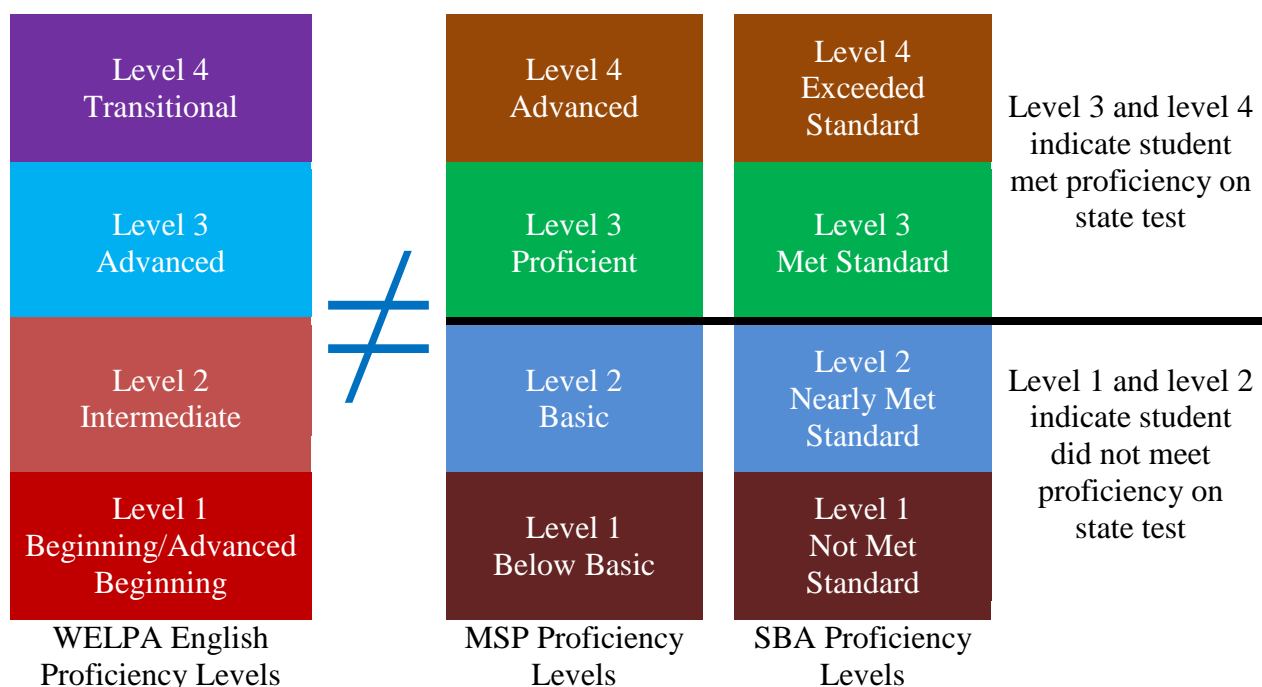 Level 4
Transitional
Level 3
Advanced
Level 2
Intermediate
Level 1
Beginning/Advanced
Beginning
WELPA English
Proficiency Levels
≠
Level 4
Advanced
Level 3
Proficient
Level 2
Basic
Level 1
Below Basic
MSP Proficiency
Levels
Level 4
Exceeded
Standard
Level 3
Met Standard
Level 2
Nearly Met
Standard
Level 1
Not Met
Standard
SBA Proficiency
Levels
Level 3 and level 4
indicate student
met proficiency on
state test
Level 1 and level 2
indicate student
did not meet
proficiency on
state test